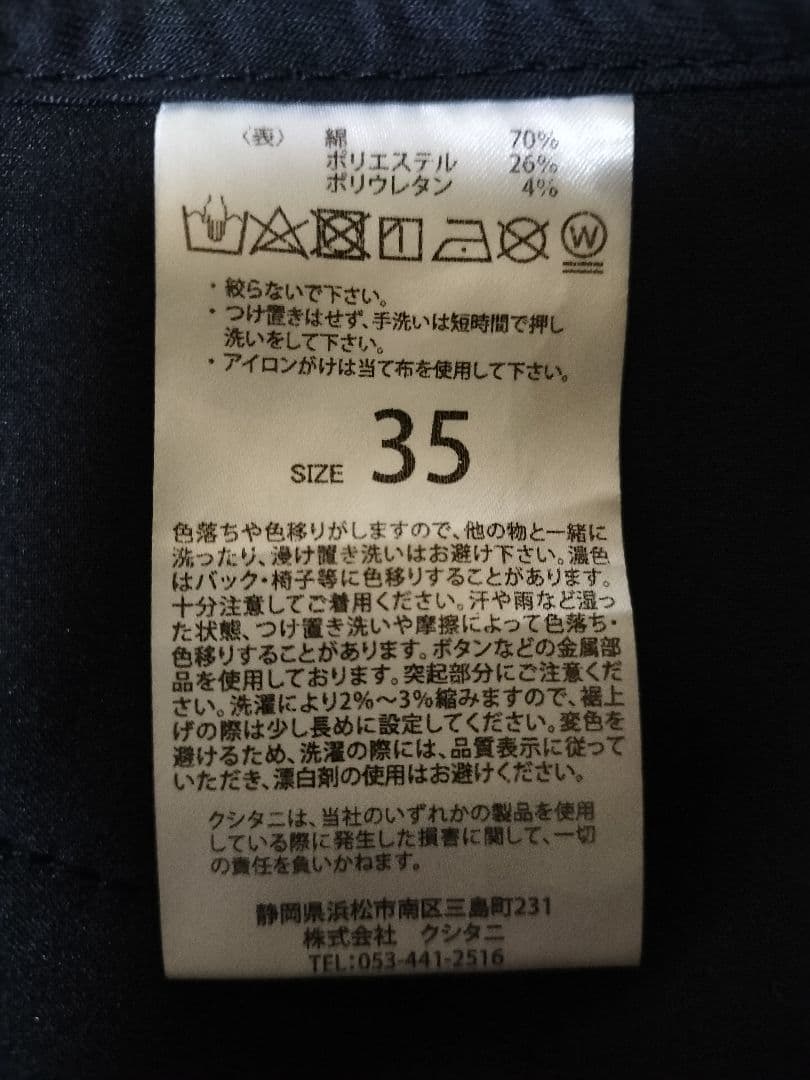 〈表〉 綿 70%
ポリエステル 26%
ポリウレタン 4%
W
・絞らないで下さい。
・つけ置きはせず、手洗いは短時間で押し
洗いをして下さい。
・アイロンがけは当て布を使用して下さい。
SIZE 35
色落ちや色移りがしますので、他の物と一緒に
洗ったり、漫け置き洗いはお避け下さい。濃色
はバック・椅子等に色移りすることがあります。
十分注意してご着用ください。汗や雨など湿っ
た状態、つけ置き洗いや摩擦によって色落ち・
色移りすることがあります。ボタンなどの金属部
品を使用しております。突起部分にご注意くだ
さい。洗濯により2%〜3%縮みますので、裾上
げの際は少し長めに設定してください。変色を
避けるため、洗濯の際には、品質表示に従って
いただき、漂白剤の使用はお避けください。
クシタニは、当社のいずれかの製品を使用
している際に発生した損害に関して、一切
の責任を負いかねます。
静岡県浜松市南区三島町231
株式会社 クシタニ
TEL:053-441-2516